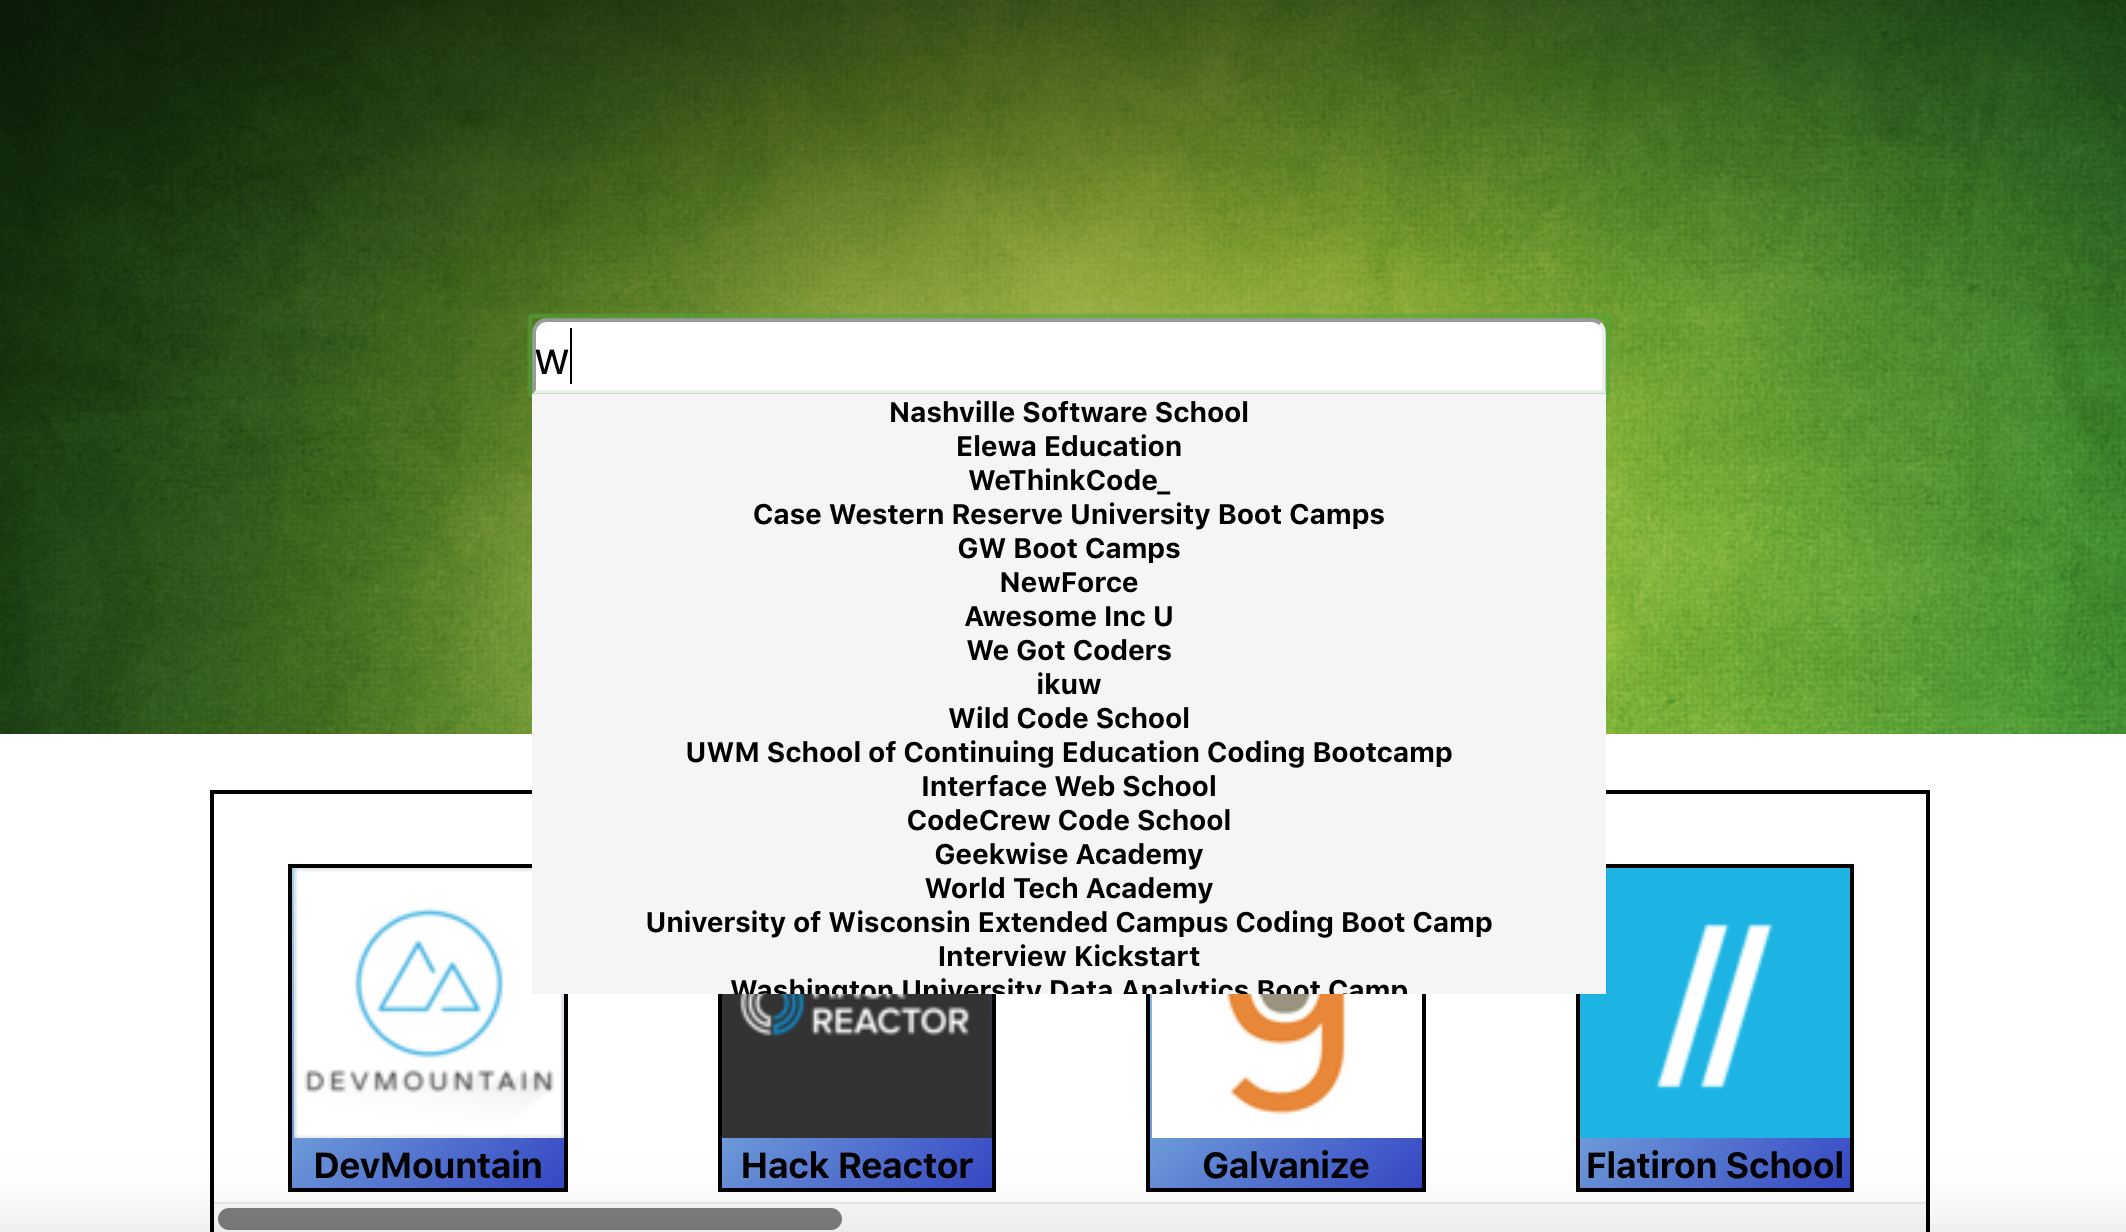 w
Nashville Software School
Elewa Education
WeThinkCode_
Case Western Reserve University Boot Camps
GW Boot Camps
NewForce
Awesome Inc U
We Got Coders
ikuw
Wild Code School
UWM School of Continuing Education Coding Bootcamp
Interface Web School
CodeCrew Code School
Geekwise Academy
World Tech Academy
University of Wisconsin Extended Campus Coding Boot Camp
Interview Kickstart
Washington University Data Analytics Boot Camp
DEVMOUNTAIN
HACK
REACTOR
g
DevMountain
Hack Reactor
Galvanize
Flatiron School